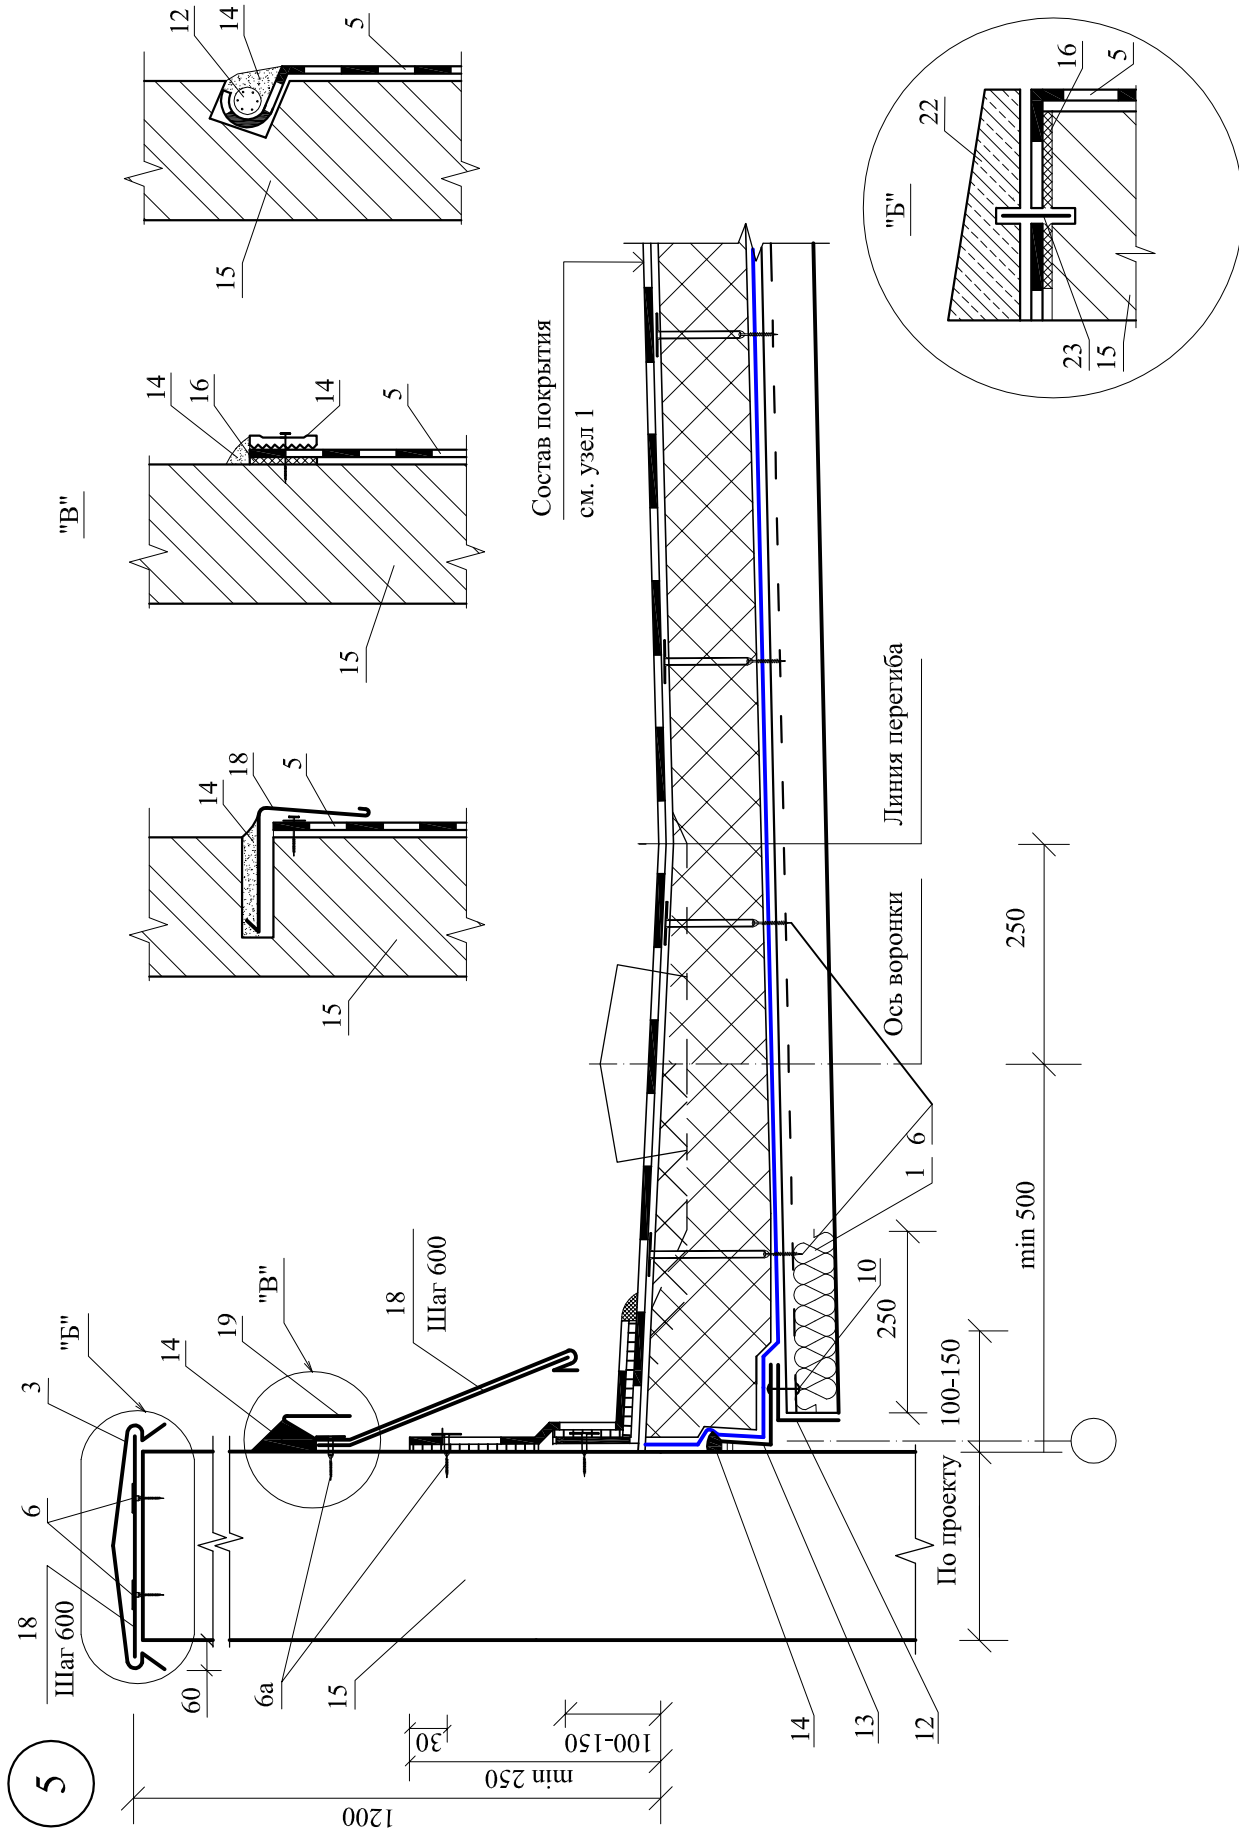 5
1200
min 250
30
100-150
60
18
Шаг 600
6
3
"Б"
14
19
"В"
18
Шаг 600
6а
15
14
13
12
По проекту
100-150
250
10
1
6
min 500
250
Ось воронки
Линия перегиба
Состав покрытия
см. узел 1
"В"
14
18
5
15
14
16
14
5
15
12
14
5
15
"Б"
22
16
5
23
15